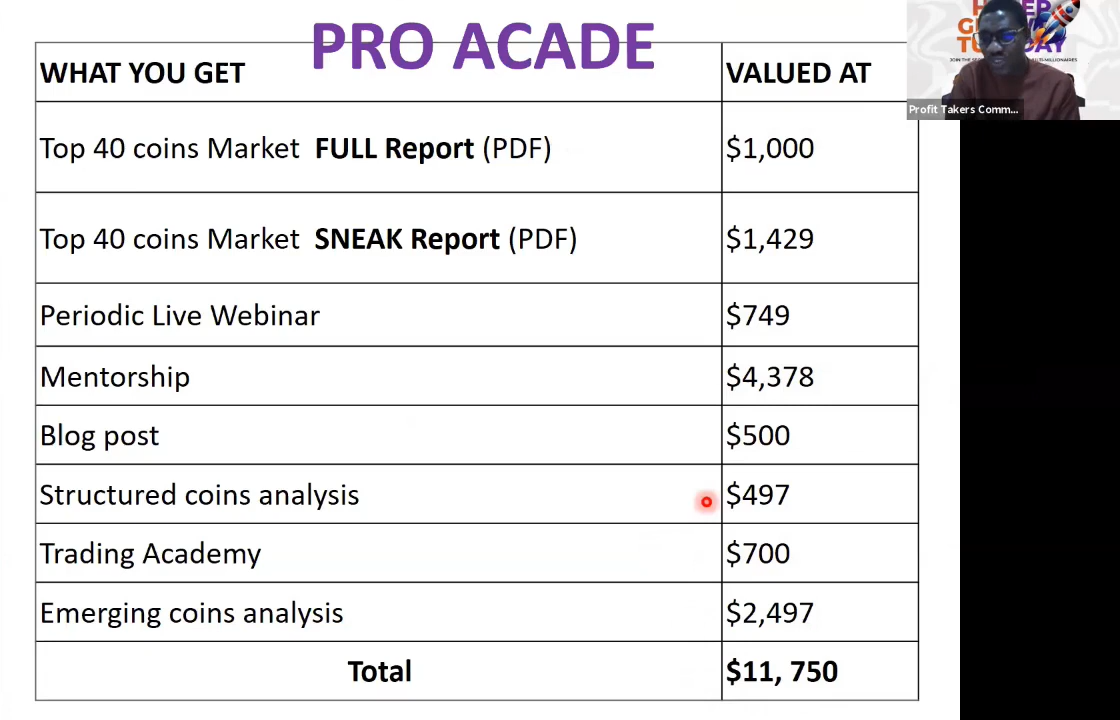 PRO ACADE
WHAT YOU GET VALUED AT
Top 40 coins Market FULL Report (PDF) $1,000
Top 40 coins Market SNEAK Report (PDF) $1,429
Periodic Live Webinar $749
Mentorship $4,378
Blog post $500
Structured coins analysis $497
Trading Academy $700
Emerging coins analysis $2,497
Total $11, 750
Profit Takers Comm...